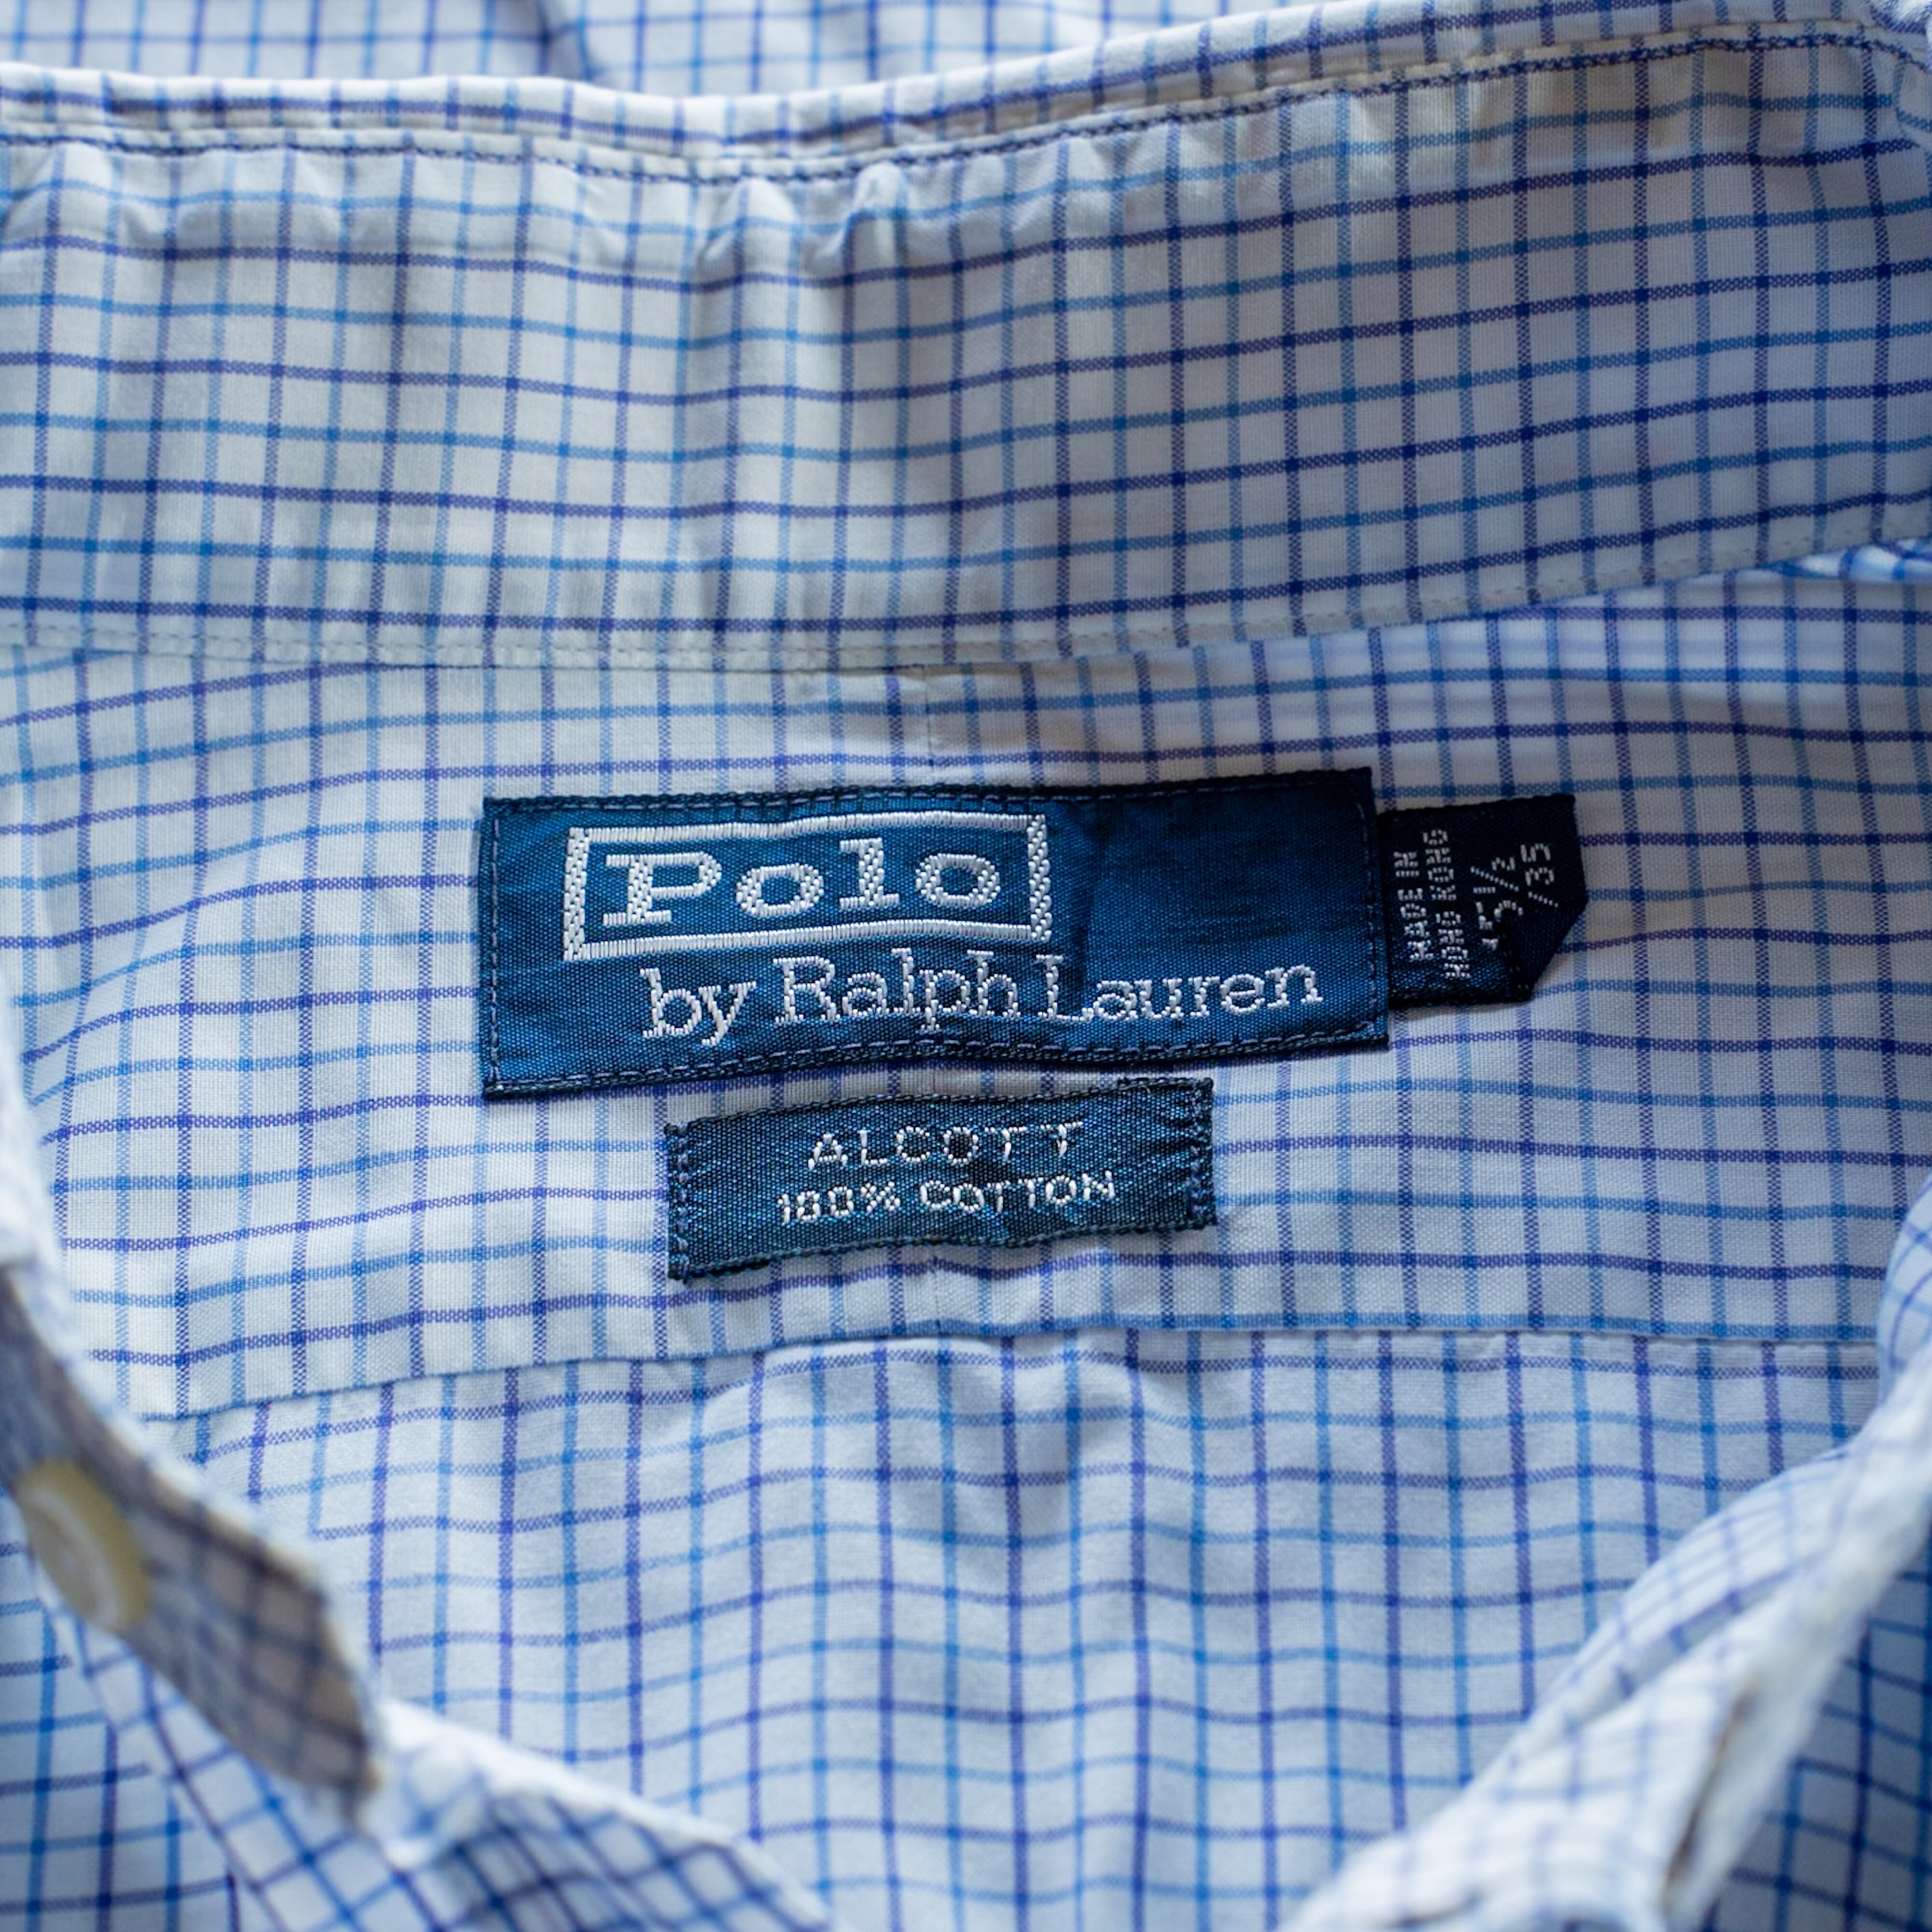 Polo
by Ralph Lauren
MADE IN
HONG KONG
15½
/35
ALCOTT
100% COTTON